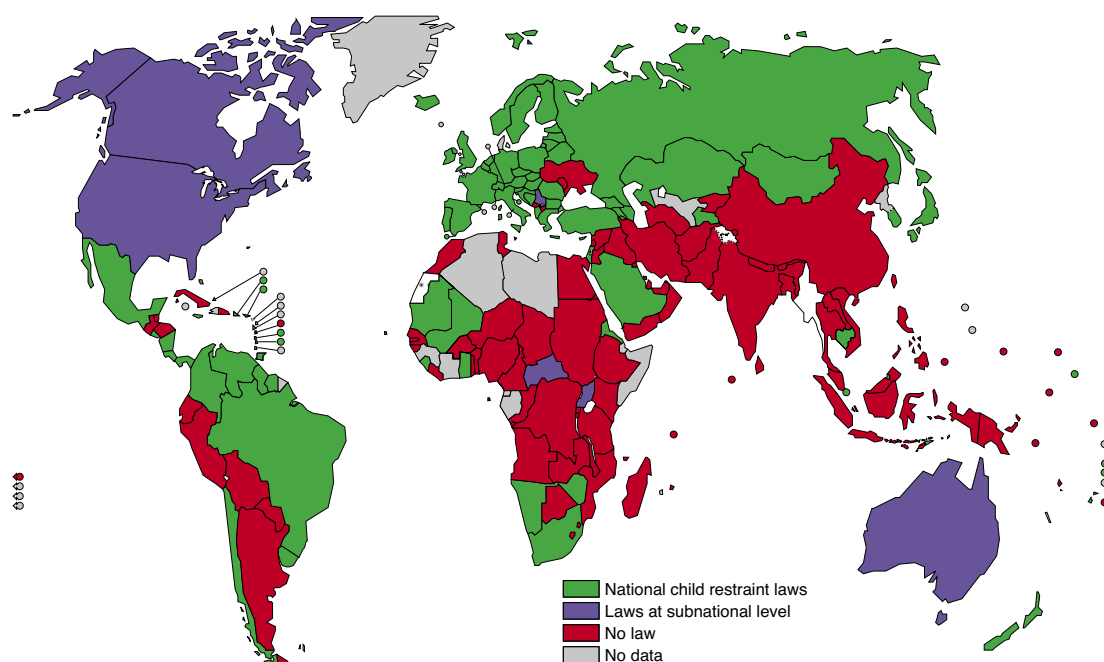 National child restraint laws
Laws at subnational level
No law
No data